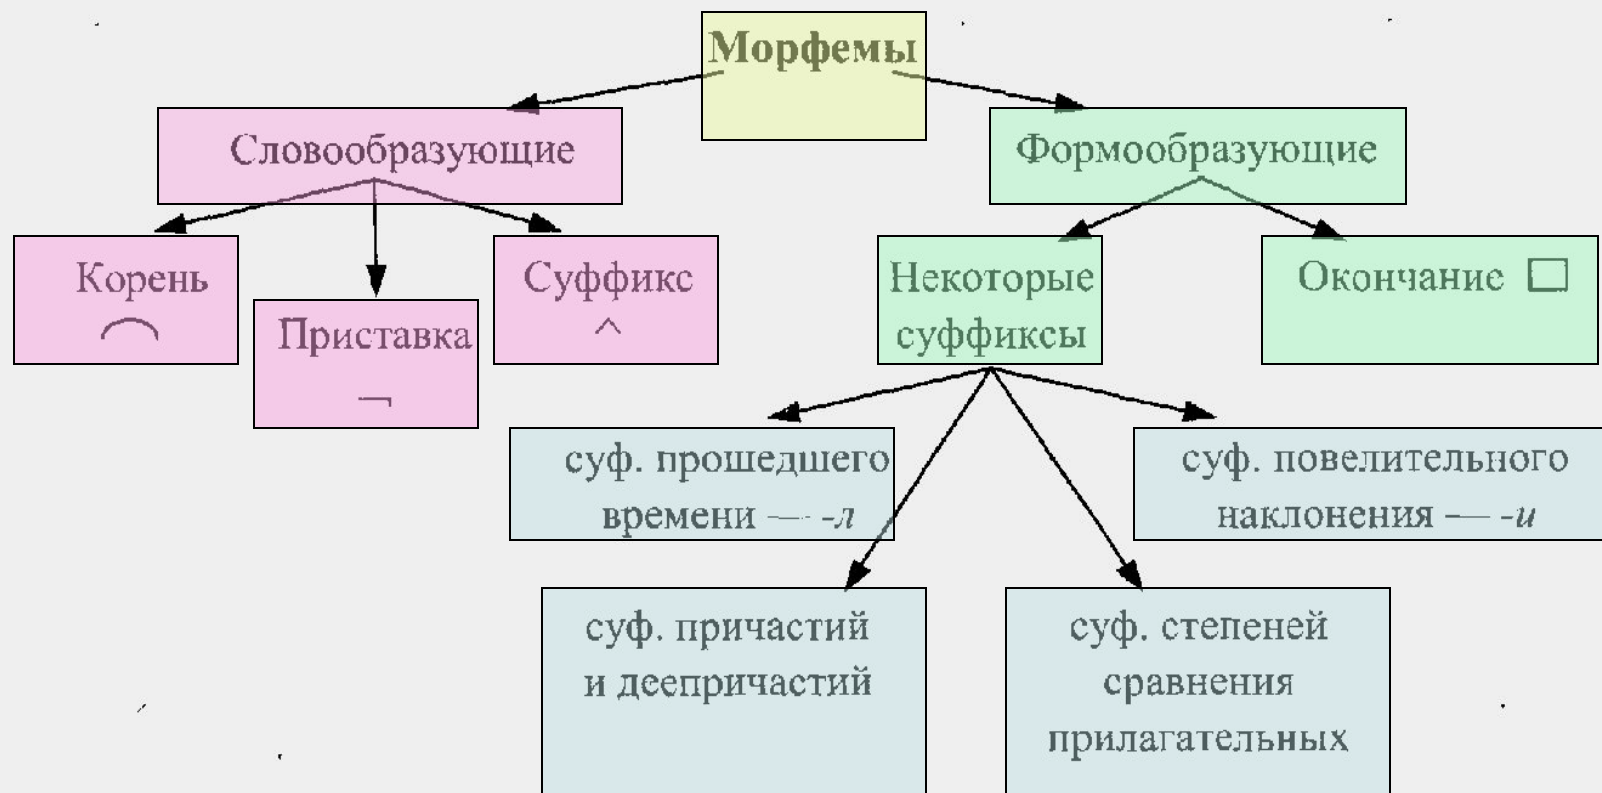 Морфемы
Словообразующие
Формообразующие
Корень
Приставка
Суффикс
Некоторые
суффиксы
Окончание
суф. прошедшего
времени — -л
суф. повелительного
наклонения — -и
суф. причастий
и деепричастий
суф. степеней
сравнения
прилагательных